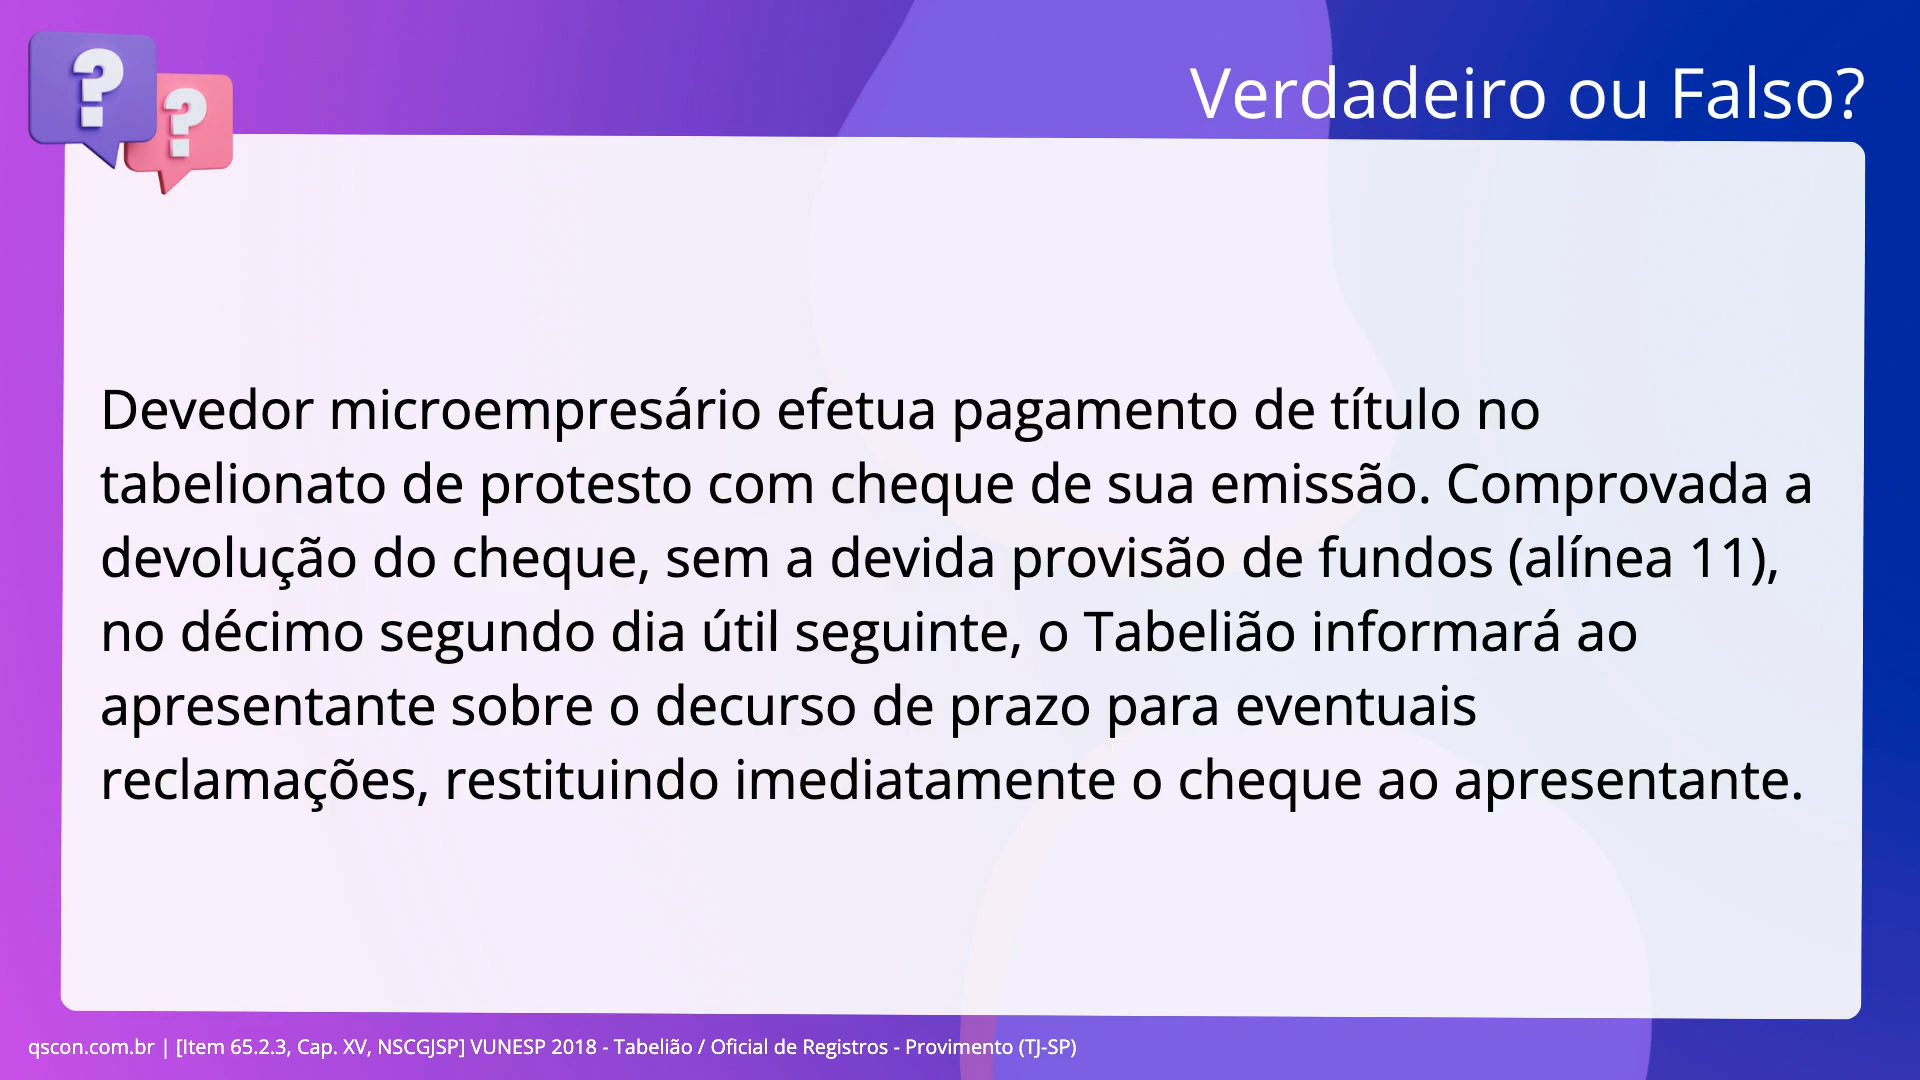 ? ?
Verdadeiro ou Falso?
Devedor microempresário efetua pagamento de título no
tabelionato de protesto com cheque de sua emissão. Comprovada a
devolução do cheque, sem a devida provisão de fundos (alínea 11),
no décimo segundo dia útil seguinte, o Tabelião informará ao
apresentante sobre o decurso de prazo para eventuais
reclamações, restituindo imediatamente o cheque ao apresentante.
qscon.com.br | [Item 65.2.3, Cap. XV, NSCGJSP] VUNESP 2018 - Tabelião / Oficial de Registros - Provimento (TJ-SP)